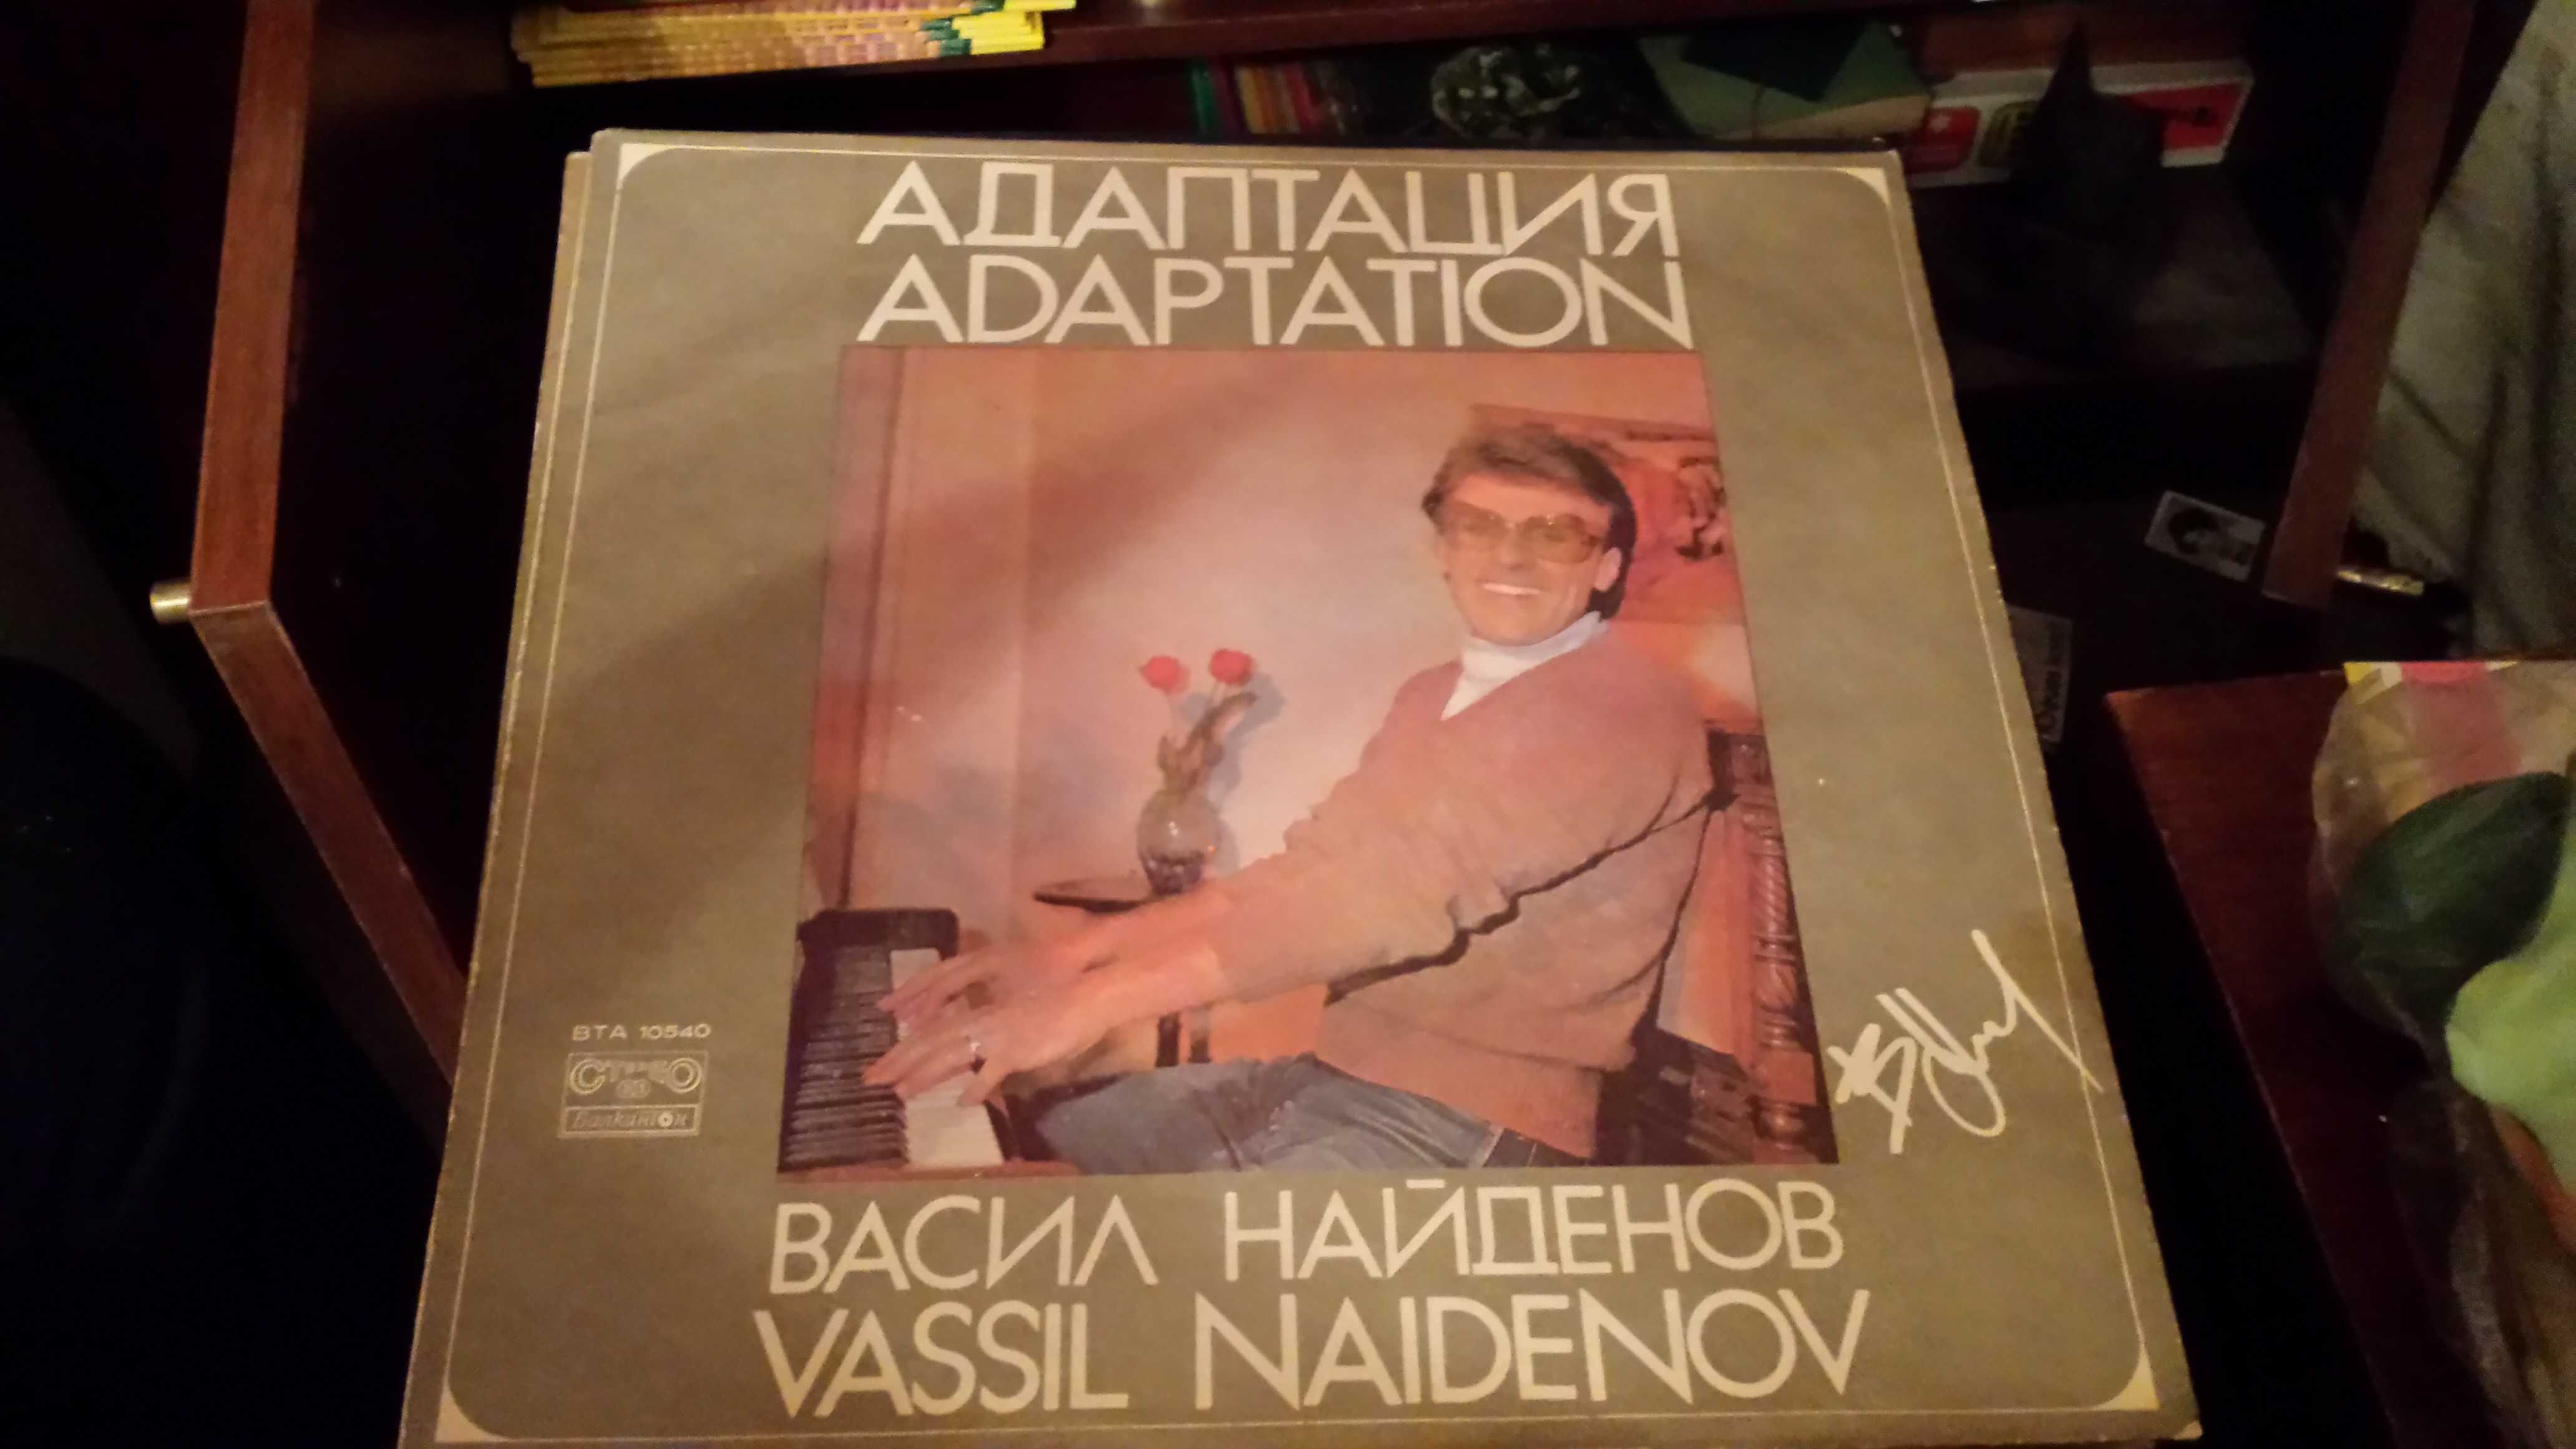 АДАПТАЦИЯ
ADAPTATION
ВТА 10540
СТЕРЕО
Балкантон
ВАСИЛ НАЙДЕНОВ
VASSIL NAIDENOV